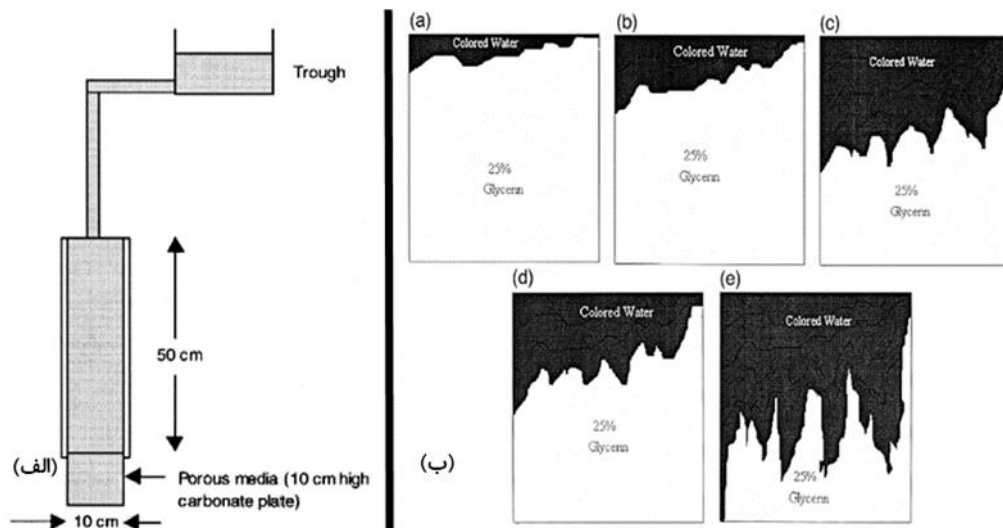 Trough
50 cm
(الف)
Porous media (10 cm high
carbonate plate)
10 cm
(a)
Colored Water
25%
Glycerin
(b)
Colored Water
25%
Glycerin
(c)
Colored Water
25%
Glycerin
(d)
Colored Water
25%
Glycerin
(e)
Colored Water
25%
Glycerin
(ب)